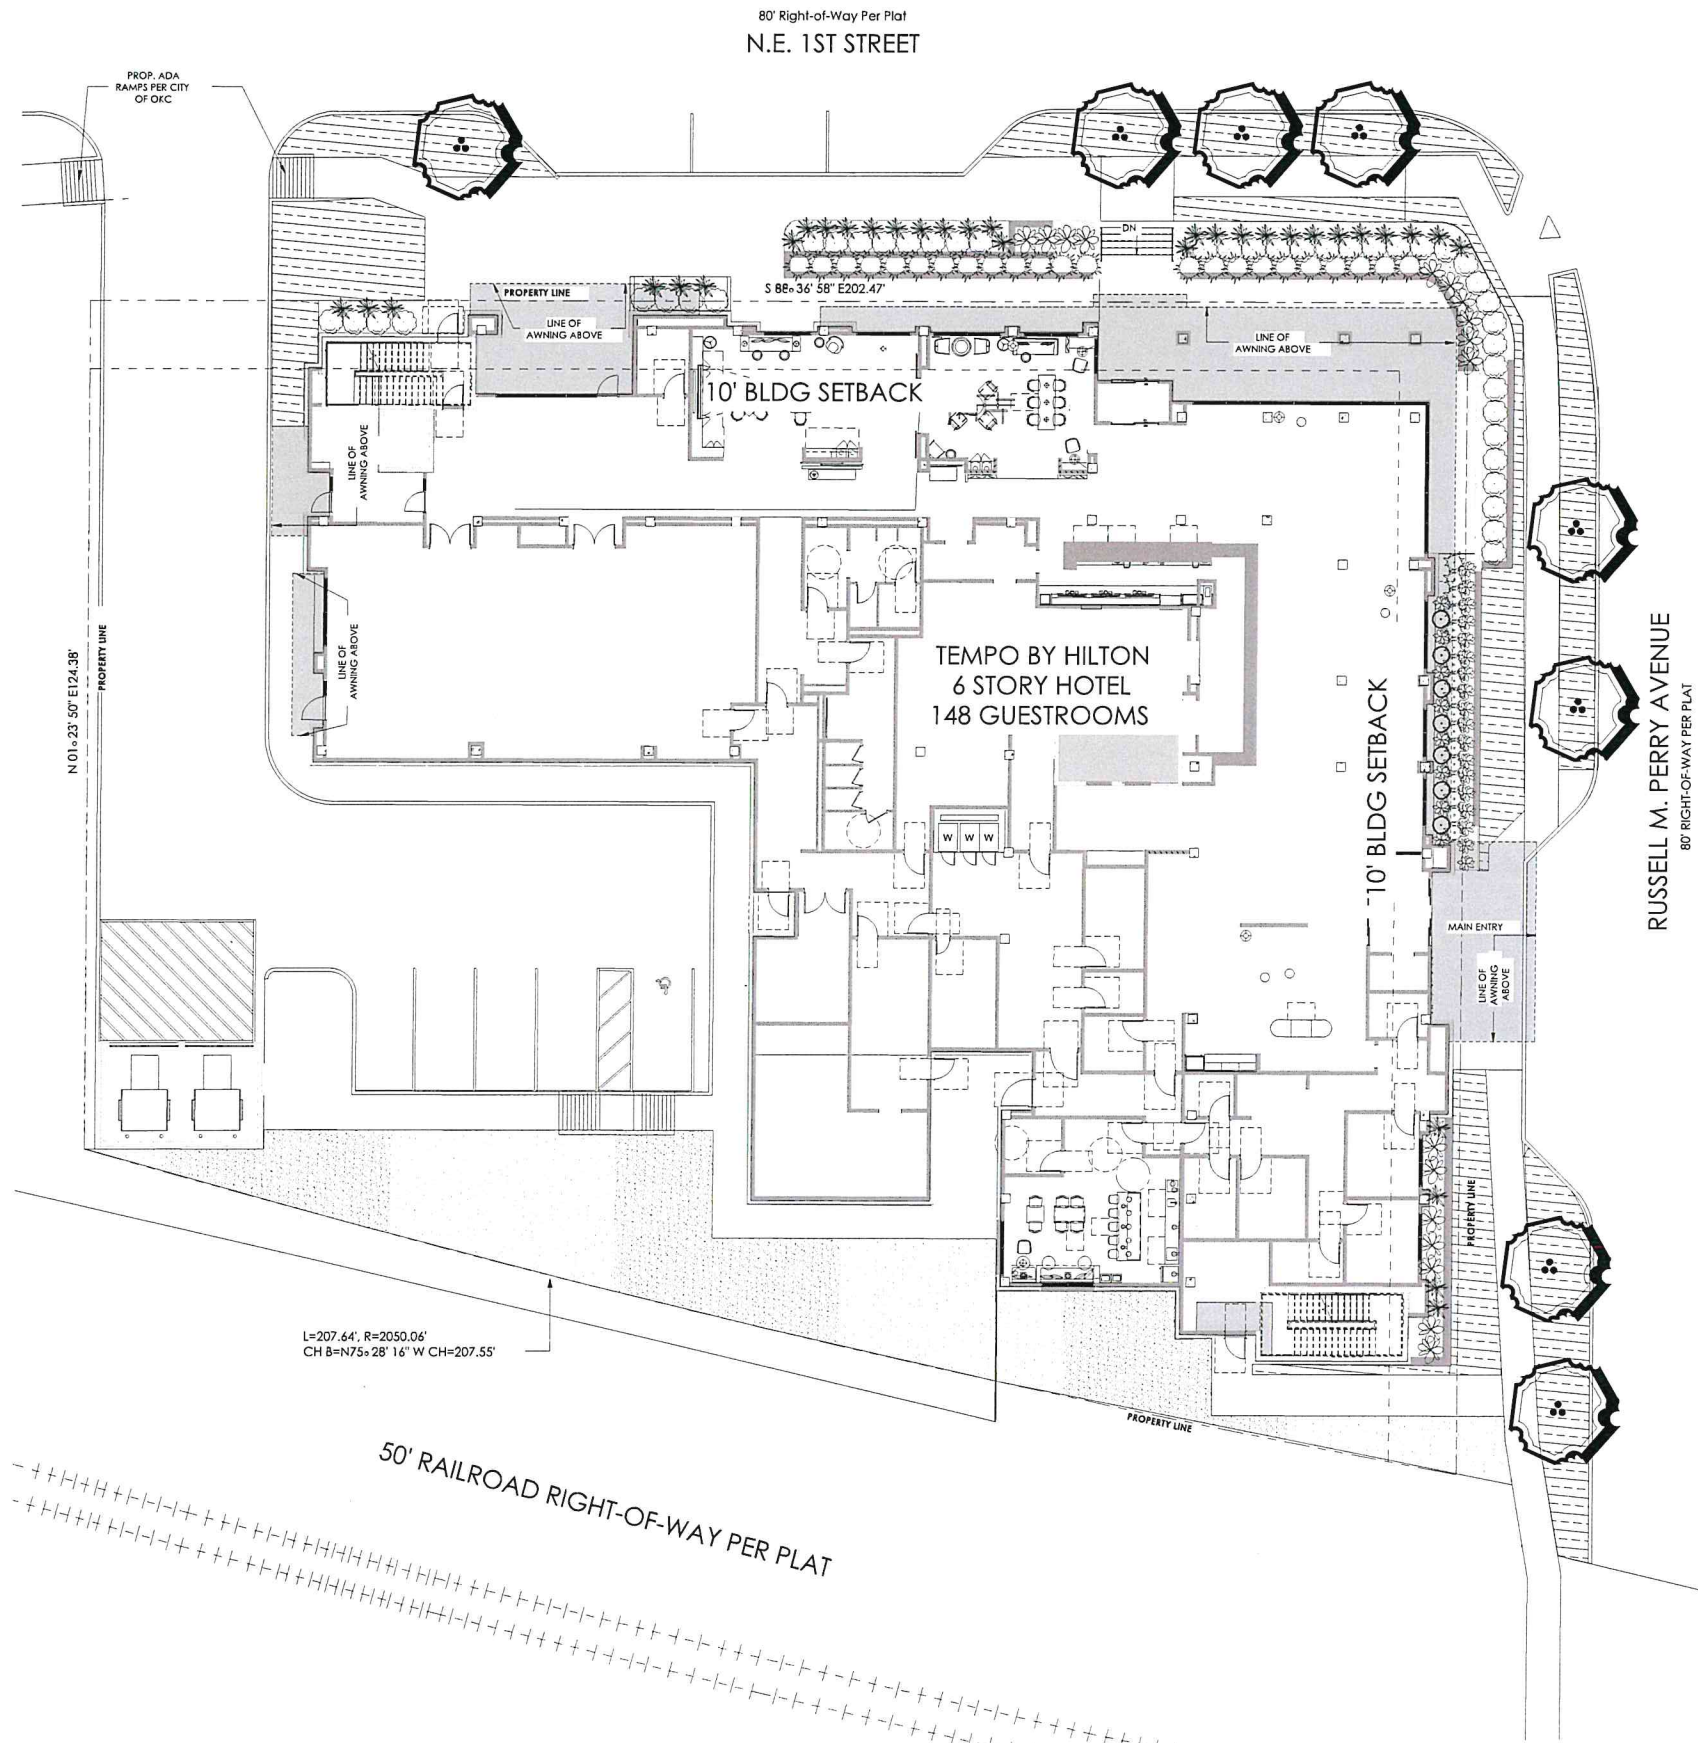 80' Right-of-Way Per Plat
N.E. 1ST STREET
PROP. ADA
RAMPS PER CITY
OF OKC
DN
PROPERTY LINE
S 88o 36' 58" E202.47'
LINE OF
AWNING ABOVE
LINE OF
AWNING ABOVE
10' BLDG SETBACK
LINE OF
AWNING ABOVE
LINE OF
AWNING ABOVE
N 01o 23' 50" E124.38'
PROPERTY LINE
TEMPO BY HILTON
6 STORY HOTEL
148 GUESTROOMS
10' BLDG SETBACK
RUSSELL M. PERRY AVENUE
80' RIGHT-OF-WAY PER PLAT
W W W
MAIN ENTRY
LINE OF
AWNING
ABOVE
PROPERTY LINE
L=207.64', R=2050.06'
CH B=N75o 28' 16" W CH=207.55'
PROPERTY LINE
50' RAILROAD RIGHT-OF-WAY PER PLAT